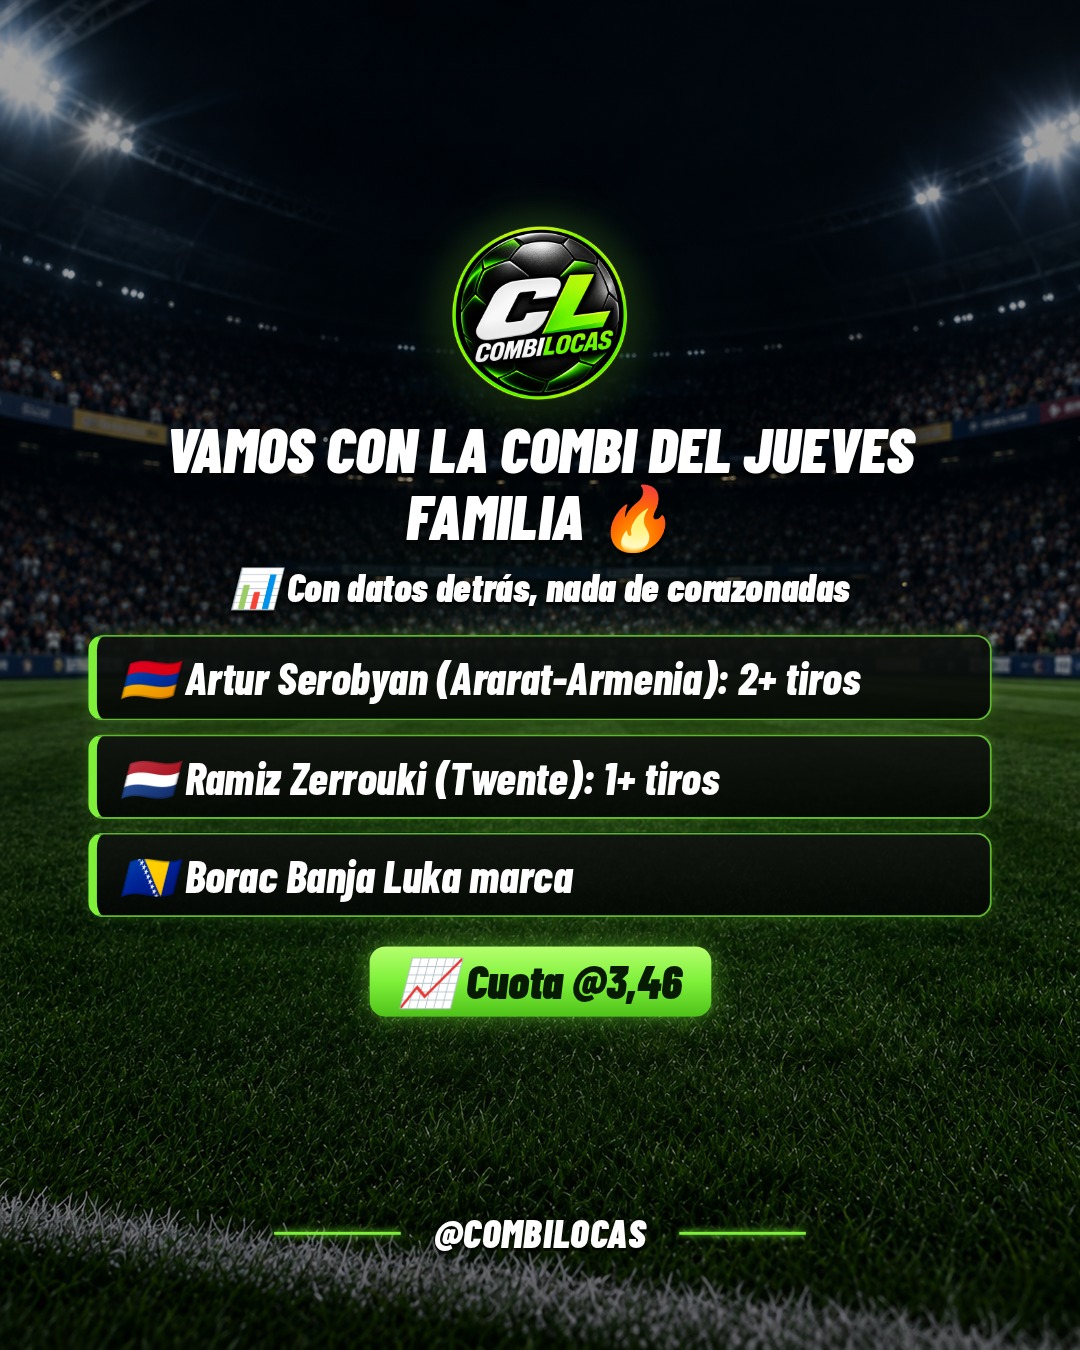 CL
COMBILOCAS
VAMOS CON LA COMBI DEL JUEVES
FAMILIA 🔥
📊 Con datos detrás, nada de corazonadas
🇦🇲 Artur Serobyan (Ararat-Armenia): 2+ tiros
🇳🇱 Ramiz Zerrouki (Twente): 1+ tiros
🇧🇦 Borac Banja Luka marca
📈 Cuota @3,46
@COMBILOCAS